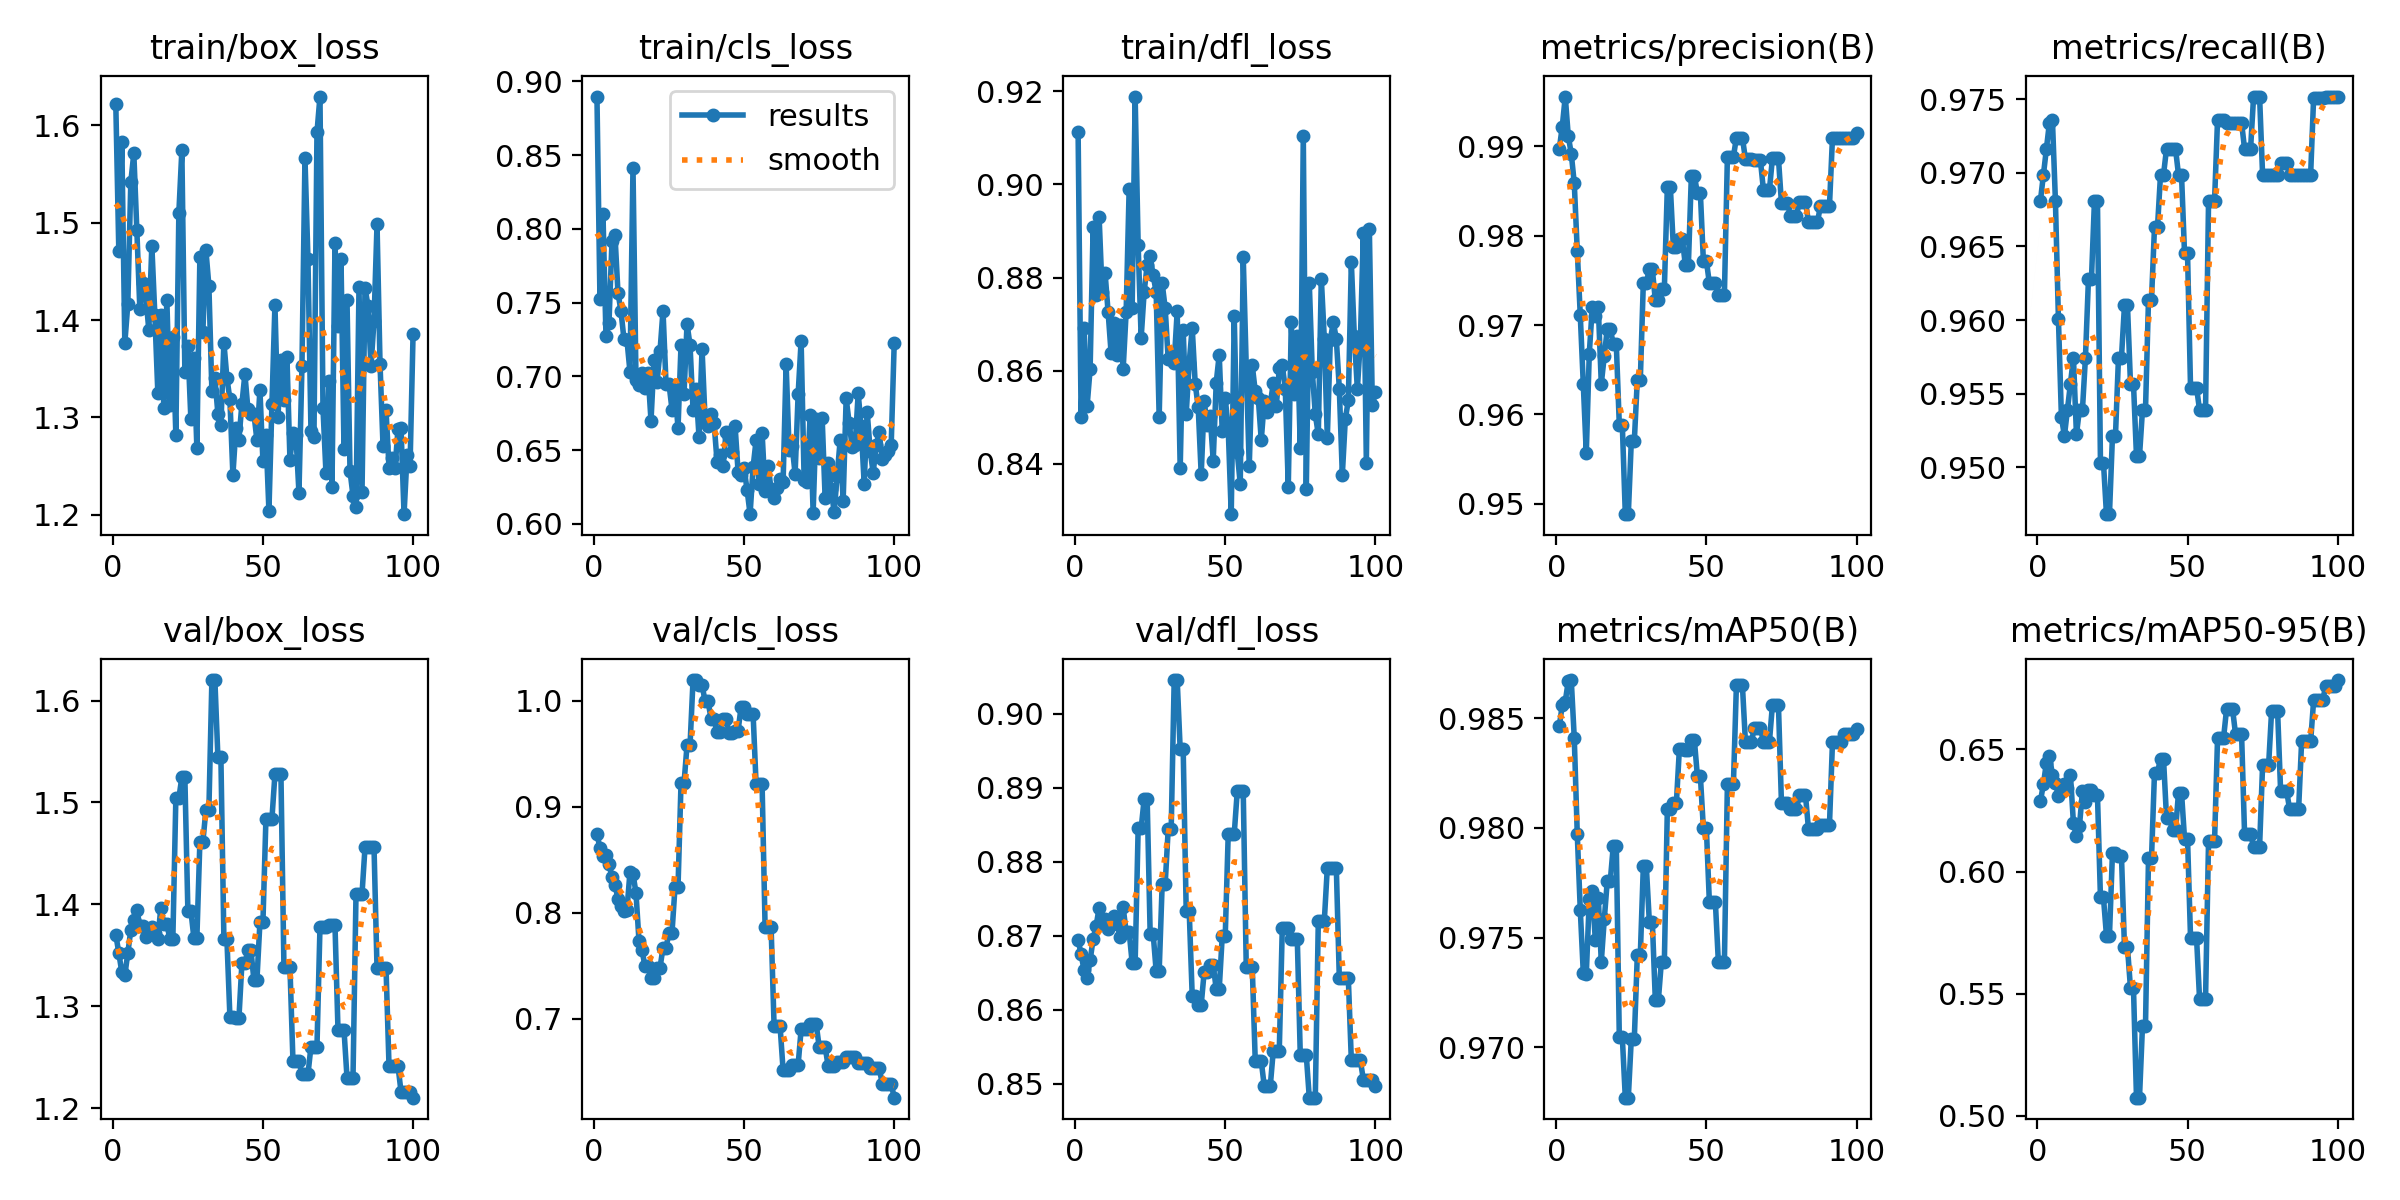 train/box_loss
train/cls_loss
train/dfl_loss
metrics/precision(B)
metrics/recall(B)
1.6
1.5
1.4
1.3
1.2
0 50 100
0.90
0.85
0.80
0.75
0.70
0.65
0.60
results
smooth
0 50 100
0.92
0.90
0.88
0.86
0.84
0 50 100
0.99
0.98
0.97
0.96
0.95
0 50 100
0.975
0.970
0.965
0.960
0.955
0.950
0 50 100
val/box_loss
val/cls_loss
val/dfl_loss
metrics/mAP50(B)
metrics/mAP50-95(B)
1.6
1.5
1.4
1.3
1.2
0 50 100
1.0
0.9
0.8
0.7
0 50 100
0.90
0.89
0.88
0.87
0.86
0.85
0 50 100
0.985
0.980
0.975
0.970
0 50 100
0.65
0.60
0.55
0.50
0 50 100